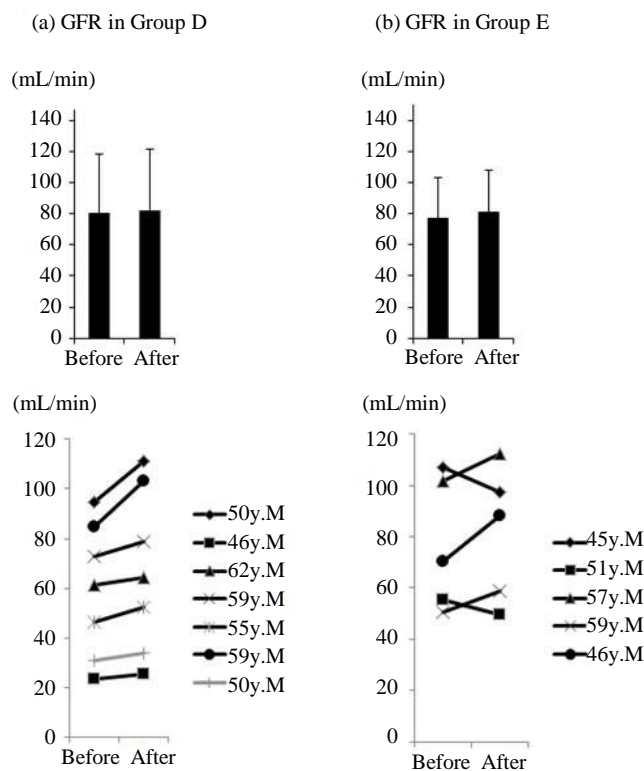 (a) GFR in Group D
(b) GFR in Group E
(mL/min)
140
120
100
80
60
40
20
0
Before After
(mL/min)
140
120
100
80
60
40
20
0
Before After
(mL/min)
120
100
80
60
40
20
0
Before After
50y.M
46y.M
62y.M
59y.M
55y.M
59y.M
50y.M
(mL/min)
120
100
80
60
40
20
0
Before After
45y.M
51y.M
57y.M
59y.M
46y.M